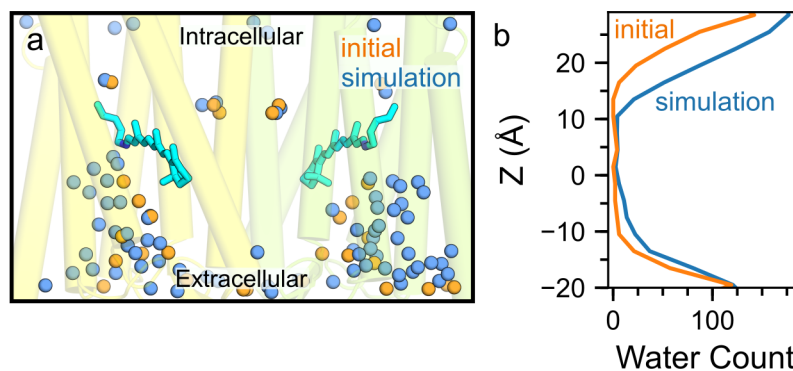 a
Intracellular
initial
simulation
Extracellular
b
initial
simulation
Z (Å)
20
10
0
−10
−20
0
100
Water Count